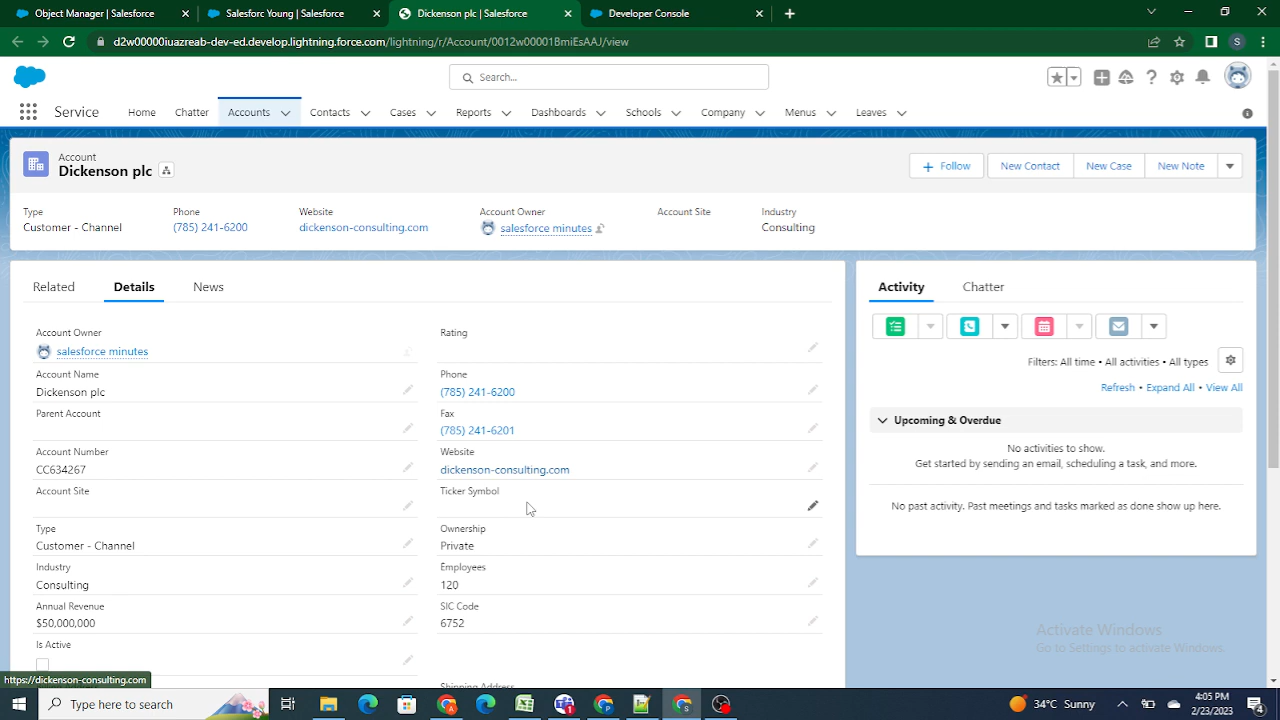 Object Manager | Salesforce
Salesforce Young | Salesforce
Dickenson plc | Salesforce
Developer Console
d2w00000iuazreab-dev-ed.develop.lightning.force.com/lightning/r/Account/0012w00001BmiEsAAJ/view
S
Search...
Service
Home
Chatter
Accounts
Contacts
Cases
Reports
Dashboards
Schools
Company
Menus
Leaves
Account
Dickenson plc
Follow
New Contact
New Case
New Note
Type
Phone
Website
Account Owner
Account Site
Industry
Customer - Channel
(785) 241-6200
dickenson-consulting.com
salesforce minutes
Consulting
Related
Details
News
Account Owner
salesforce minutes
Account Name
Dickenson plc
Parent Account
Account Number
CC634267
Account Site
Type
Customer - Channel
Industry
Consulting
Annual Revenue
$50,000,000
Is Active
Rating
Phone
(785) 241-6200
Fax
(785) 241-6201
Website
dickenson-consulting.com
Ticker Symbol
Ownership
Private
Employees
120
SIC Code
6752
Shipping Address
Activity
Chatter
Filters: All time • All activities • All types
Refresh • Expand All • View All
Upcoming & Overdue
No activities to show.
Get started by sending an email, scheduling a task, and more.
No past activity. Past meetings and tasks marked as done show up here.
Activate Windows
Go to Settings to activate Windows.
https://dickenson-consulting.com
Type here to search
34°C Sunny
4:05 PM
2/23/2023
4